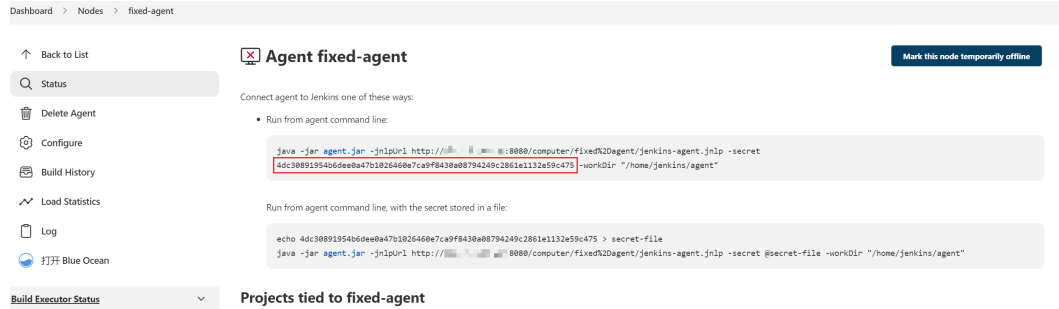 Dashboard > Nodes > fixed-agent
Back to List
Status
Delete Agent
Configure
Build History
Load Statistics
Log
打开 Blue Ocean
Build Executor Status
Agent fixed-agent
Mark this node temporarily offline
Connect agent to Jenkins one of these ways:
• Run from agent command line:
java -jar agent.jar -jnlpUrl http:// :8080/computer/fixed%2Dagent/jenkins-agent.jnlp -secret
4dc30891954b6dee0a47b1026460e7ca9f8430a08794249c2861e1132e59c475 -workDir "/home/jenkins/agent"
Run from agent command line, with the secret stored in a file:
echo 4dc30891954b6dee0a47b1026460e7ca9f8430a08794249c2861e1132e59c475 > secret-file
java -jar agent.jar -jnlpUrl http:// 8080/computer/fixed%2Dagent/jenkins-agent.jnlp -secret @secret-file -workDir "/home/jenkins/agent"
Projects tied to fixed-agent